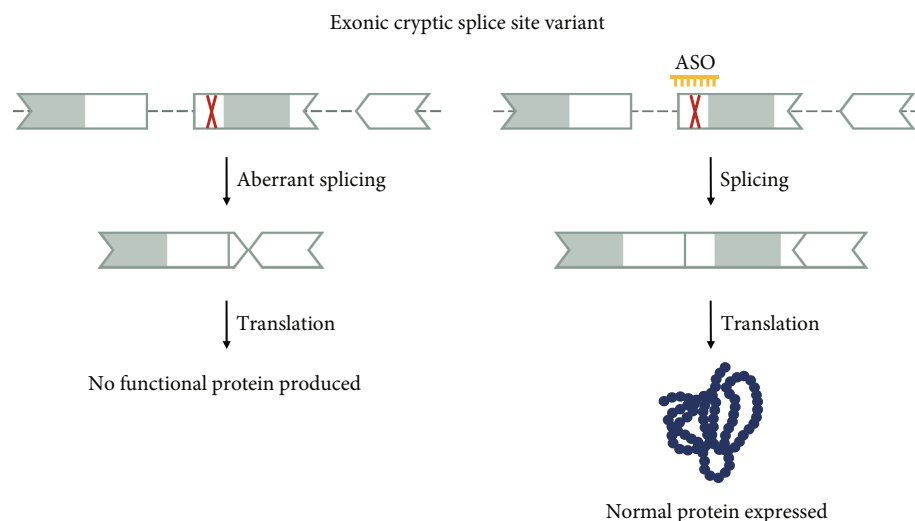 Exonic cryptic splice site variant
ASO
Aberrant splicing
Splicing
Translation
Translation
No functional protein produced
Normal protein expressed